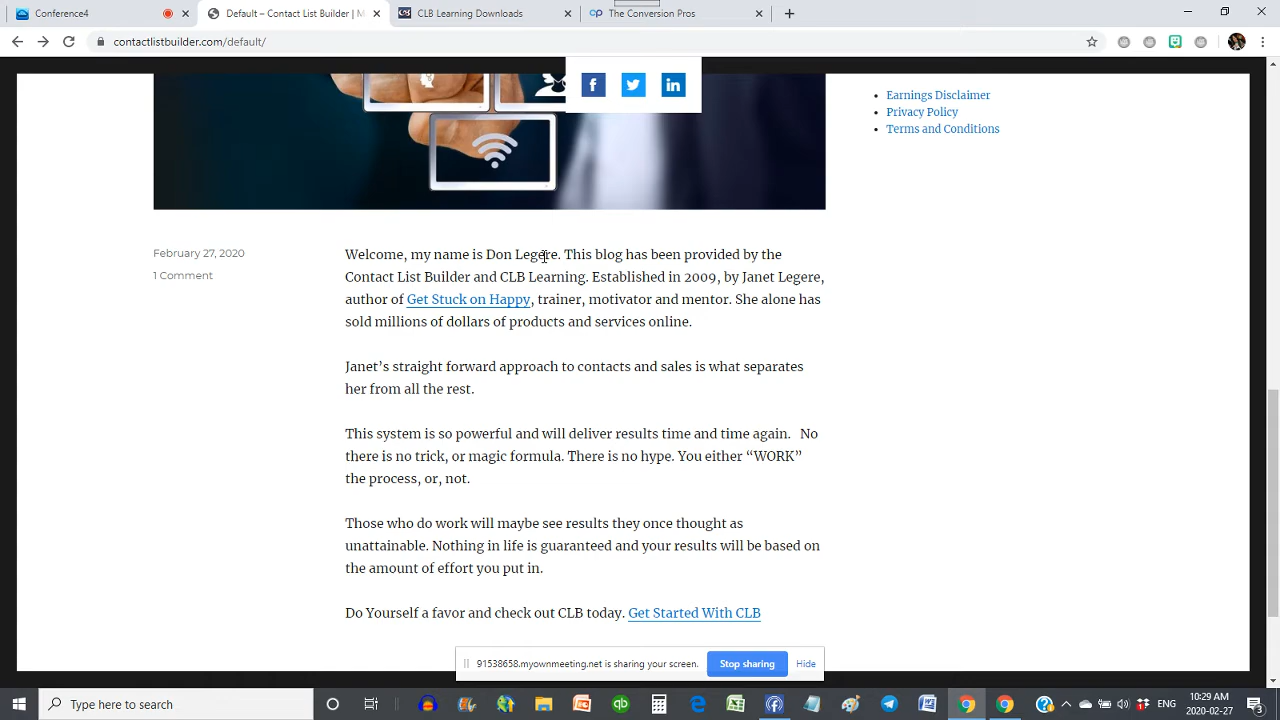 Conference4
Default – Contact List Builder | M
CLB Learning Downloads
The Conversion Pros
contactlistbuilder.com/default/
Earnings Disclaimer
Privacy Policy
Terms and Conditions
February 27, 2020
1 Comment
Welcome, my name is Don Legere. This blog has been provided by the
Contact List Builder and CLB Learning. Established in 2009, by Janet Legere,
author of Get Stuck on Happy, trainer, motivator and mentor. She alone has
sold millions of dollars of products and services online.
Janet’s straight forward approach to contacts and sales is what separates
her from all the rest.
This system is so powerful and will deliver results time and time again. No
there is no trick, or magic formula. There is no hype. You either “WORK”
the process, or, not.
Those who do work will maybe see results they once thought as
unattainable. Nothing in life is guaranteed and your results will be based on
the amount of effort you put in.
Do Yourself a favor and check out CLB today. Get Started With CLB
91538658.myownmeeting.net is sharing your screen.
Stop sharing
Hide
Type here to search
ENG
10:29 AM
2020-02-27